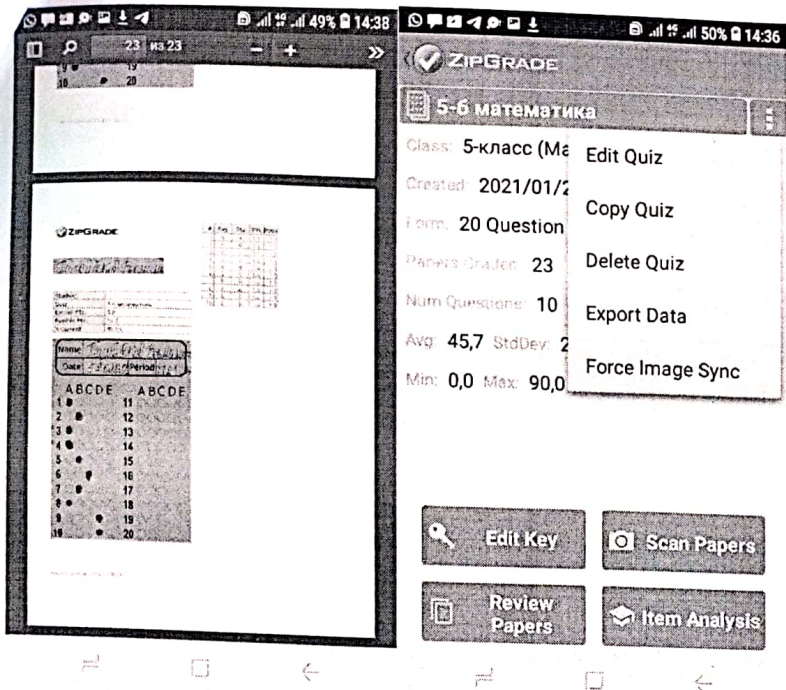 49% 14:38
23 из 23
9 19
10 20
ZIPGRADE
Name
Date Period
ABCDE ABCDE
1 11
2 12
3 13
4 14
5 15
6 16
7 17
8 18
9 19
10 20
50% 14:36
ZIPGRADE
5-6 математика
Class: 5-класс (Ма
Created: 2021/01/2
Form: 20 Question
Papers Graded: 23
Num Questions: 10
Avg: 45,7 StdDev: 2
Min: 0,0 Max: 90,0
Edit Quiz
Copy Quiz
Delete Quiz
Export Data
Force Image Sync
Edit Key
Scan Papers
Review Papers
Item Analysis